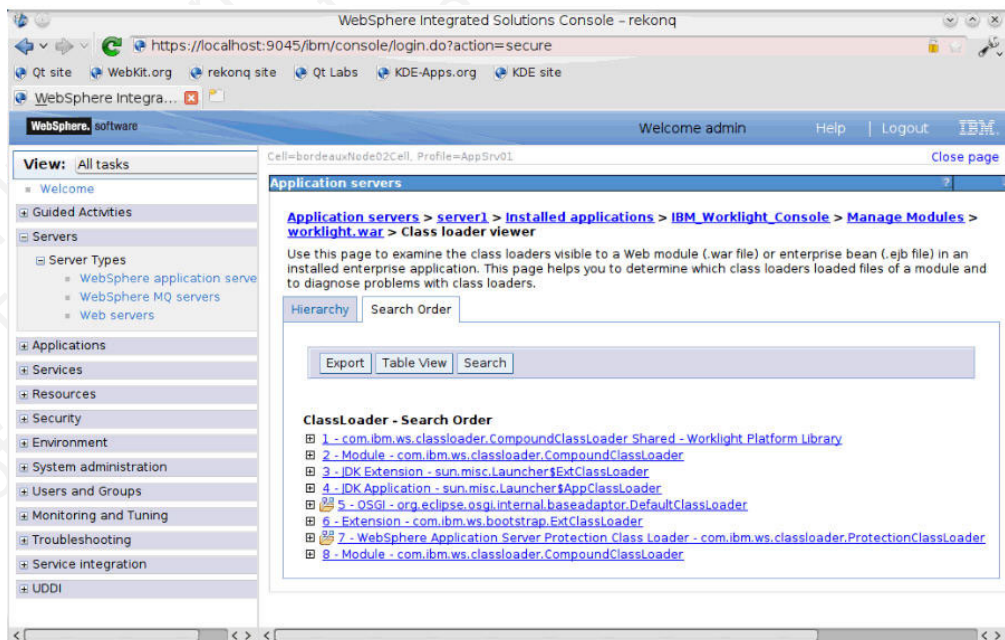 WebSphere Integrated Solutions Console – rekonq
https://localhost:9045/ibm/console/login.do?action=secure
Qt site WebKit.org rekonq site Qt Labs KDE-Apps.org KDE site
WebSphere Integra...
WebSphere. software Welcome admin Help | Logout IBM.
View: All tasks
Welcome
Guided Activities
Servers
Server Types
WebSphere application serve
WebSphere MQ servers
Web servers
Applications
Services
Resources
Security
Environment
System administration
Users and Groups
Monitoring and Tuning
Troubleshooting
Service integration
UDDI
Cell=bordeauxNode02Cell, Profile=AppSrv01
Close page
Application servers ?
Application servers > server1 > Installed applications > IBM_Worklight_Console > Manage Modules >
worklight.war > Class loader viewer
Use this page to examine the class loaders visible to a Web module (.war file) or enterprise bean (.ejb file) in an
installed enterprise application. This page helps you to determine which class loaders loaded files of a module and
to diagnose problems with class loaders.
Hierarchy Search Order
Export Table View Search
ClassLoader - Search Order
1 - com.ibm.ws.classloader.CompoundClassLoader Shared - Worklight Platform Library
2 - Module - com.ibm.ws.classloader.CompoundClassLoader
3 - JDK Extension - sun.misc.Launcher$ExtClassLoader
4 - JDK Application - sun.misc.Launcher$AppClassLoader
5 - OSGI - org.eclipse.osgi.internal.baseadaptor.DefaultClassLoader
6 - Extension - com.ibm.ws.bootstrap.ExtClassLoader
7 - WebSphere Application Server Protection Class Loader - com.ibm.ws.classloader.ProtectionClassLoader
8 - Module - com.ibm.ws.classloader.CompoundClassLoader